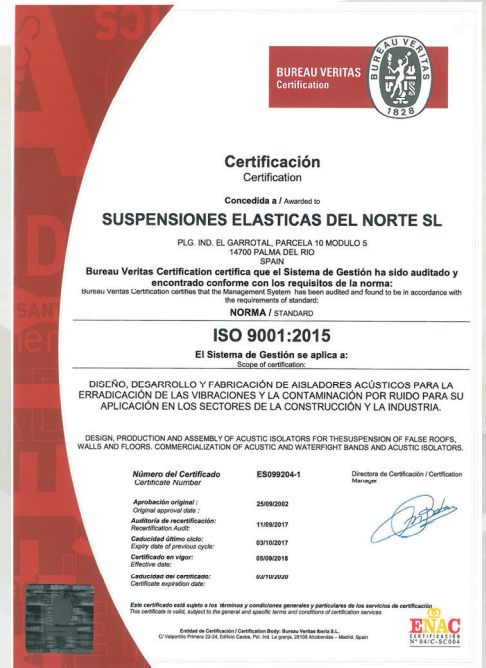 BUREAU VERITAS
Certification
BUREAU VERITAS
1828
Certificación
Certification
Concedida a / Awarded to
SUSPENSIONES ELASTICAS DEL NORTE SL
PLG. IND. EL GARROTAL, PARCELA 10 MODULO 5
14700 PALMA DEL RIO
SPAIN
Bureau Veritas Certification certifica que el Sistema de Gestión ha sido auditado y
encontrado conforme con los requisitos de la norma:
Bureau Veritas Certification certifies that the Management System has been audited and found to be in accordance with
the requirements of standard:
NORMA / STANDARD
ISO 9001:2015
El Sistema de Gestión se aplica a:
Scope of certification:
DISEÑO, DESARROLLO Y FABRICACIÓN DE AISLADORES ACÚSTICOS PARA LA
ERRADICACIÓN DE LAS VIBRACIONES Y LA CONTAMINACIÓN POR RUIDO PARA SU
APLICACIÓN EN LOS SECTORES DE LA CONSTRUCCIÓN Y LA INDUSTRIA.
DESIGN, PRODUCTION AND ASSEMBLY OF ACUSTIC ISOLATORS FOR THESUSPENSION OF FALSE ROOFS,
WALLS AND FLOORS. COMMERCIALIZATION OF ACUSTIC AND WATERFIGHT BANDS AND ACUSTIC ISOLATORS.
Número del Certificado ES099204-1 Directora de Certificación / Certification
Certificate Number Manager
Aprobación original : 25/09/2002
Original approval date :
Auditoría de recertificación: 11/09/2017
Recertification Audit:
Caducidad último ciclo: 03/10/2017
Expiry date of previous cycle:
Certificado en vigor: 05/09/2018
Effective date:
Caducidad del certificado: 03/10/2020
Certificate expiration date:
Este certificado está sujeto a los términos y condiciones generales y particulares de los servicios de certificación
This certificate is valid, subject to the general and specific terms and conditions of certification services
Entidad de Certificación / Certification Body: Bureau Veritas Iberia S.L.
C/ Valportillo Primera 22-24, Edificio Caoba, Pol. Ind. La granja, 28108 Alcobendas – Madrid, Spain
ENAC
CERTIFICACIÓN
Nº 04/C-SC004